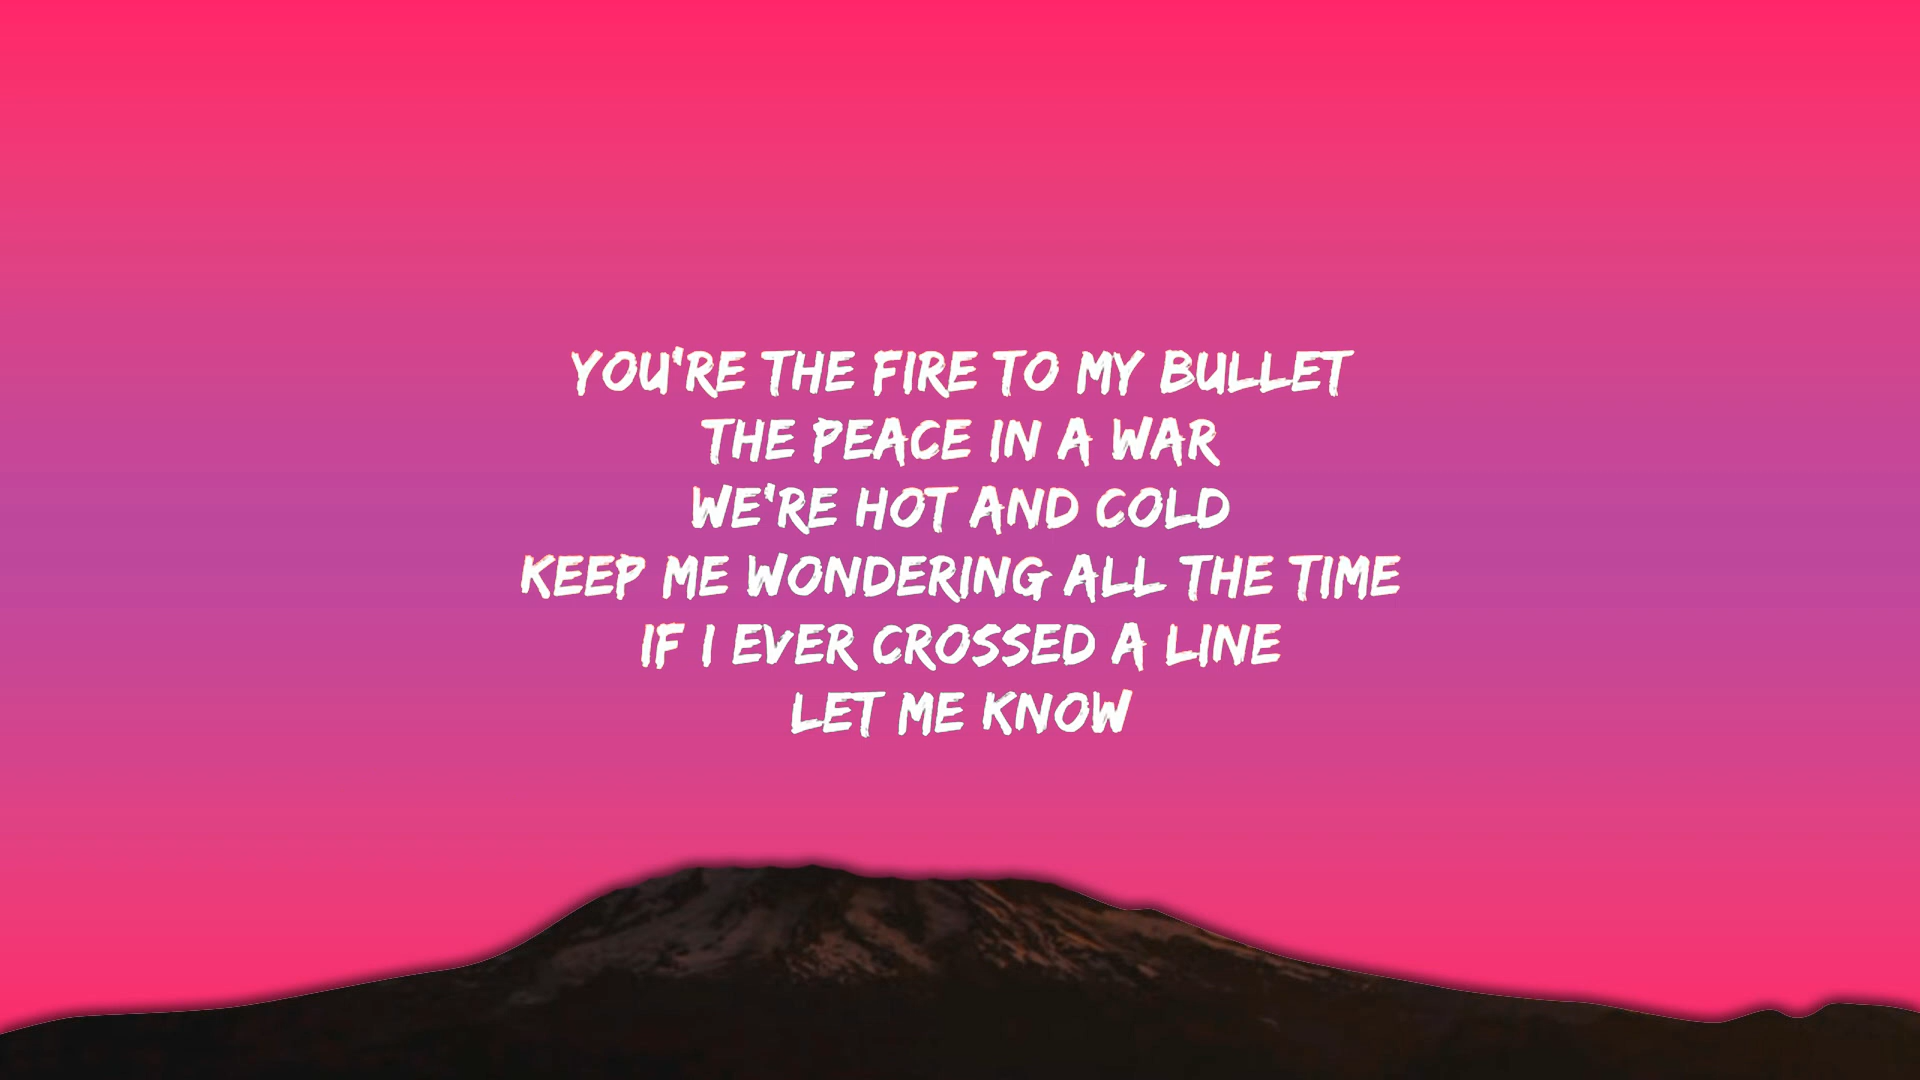 YOU'RE THE FIRE TO MY BULLET
THE PEACE IN A WAR
WE'RE HOT AND COLD
KEEP ME WONDERING ALL THE TIME
IF I EVER CROSSED A LINE
LET ME KNOW